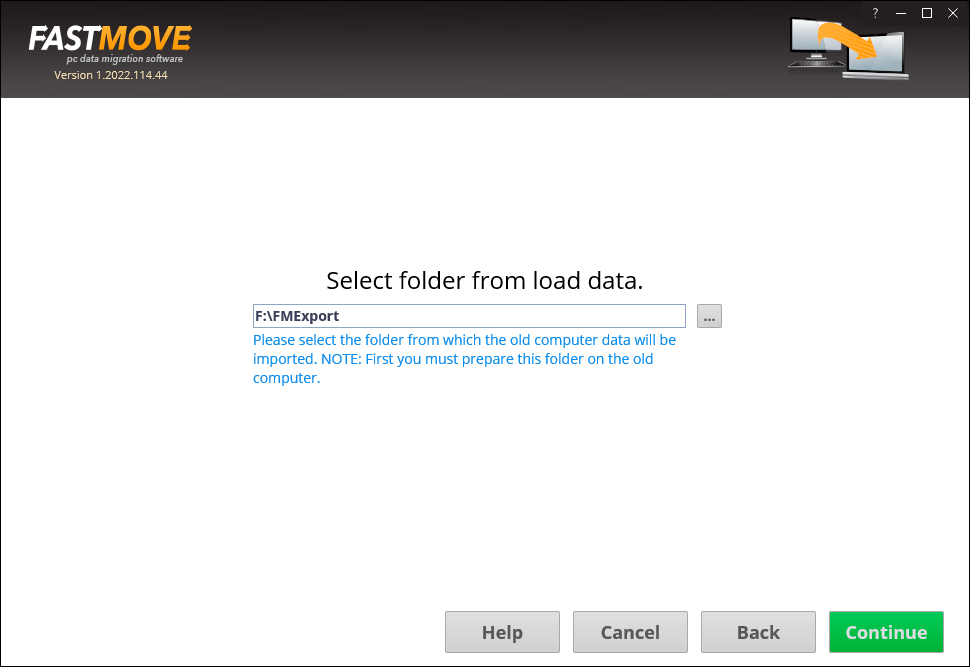 ?
FASTMOVE
pc data migration software
Version 1.2022.114.44
Select folder from load data.
F:\FMExport
...
Please select the folder from which the old computer data will be
imported. NOTE: First you must prepare this folder on the old
computer.
Help
Cancel
Back
Continue